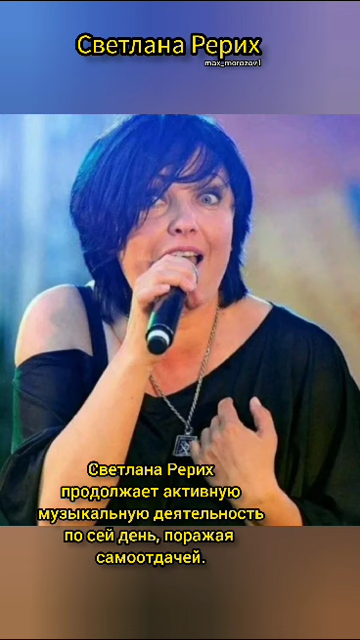 Светлана Рерих
max_morozov1
Светлана Рерих
продолжает активную
музыкальную деятельность
по сей день, поражая
самоотдачей.